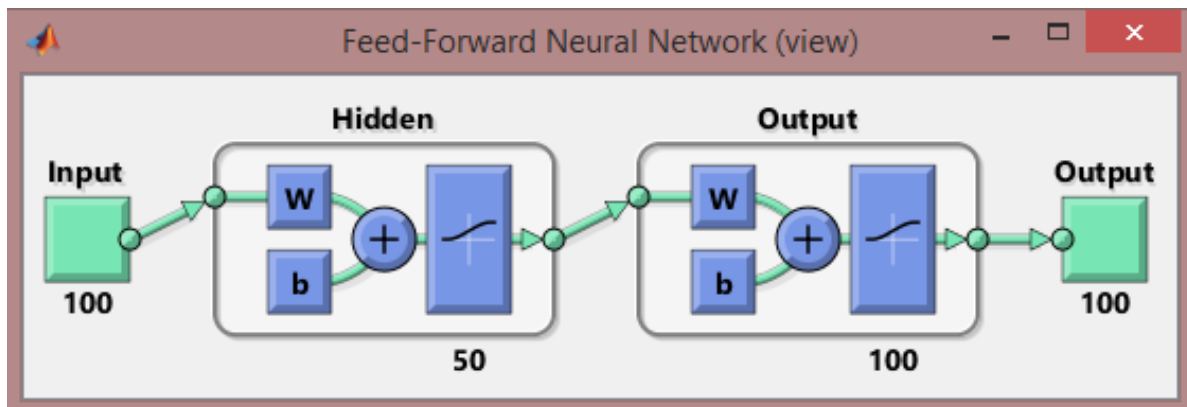 Feed-Forward Neural Network (view)
Hidden
Output
Input
Output
W
W
b
b
100
100
50
100